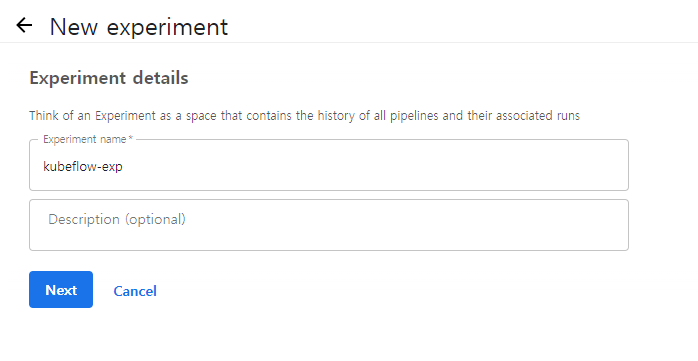 New experiment
Experiment details
Think of an Experiment as a space that contains the history of all pipelines and their associated runs
Experiment name*
kubeflow-exp
Description (optional)
Next Cancel